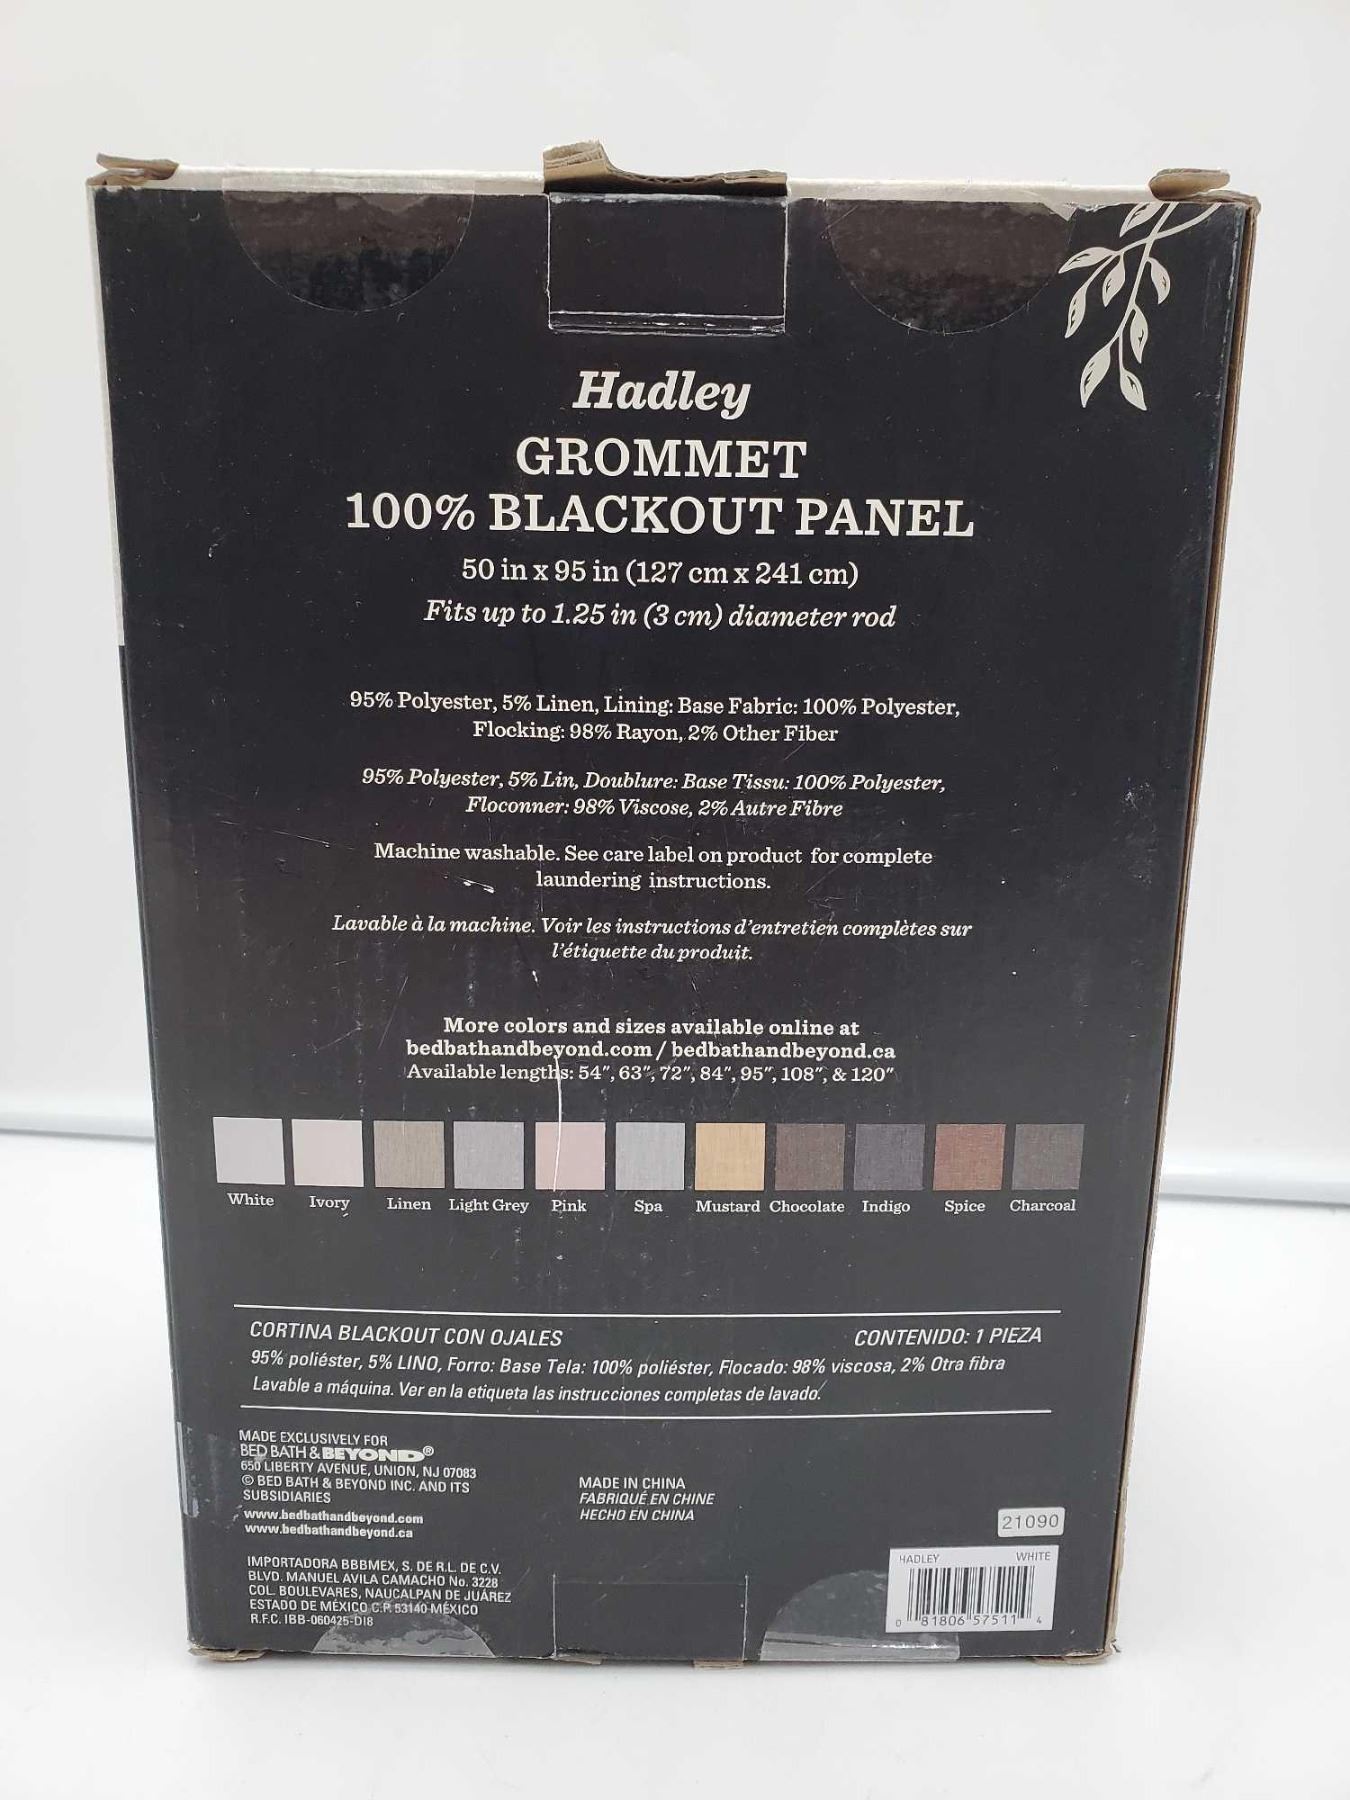 Hadley
GROMMET
100% BLACKOUT PANEL
50 in x 95 in (127 cm x 241 cm)
Fits up to 1.25 in (3 cm) diameter rod
95% Polyester, 5% Linen, Lining: Base Fabric: 100% Polyester,
Flocking: 98% Rayon, 2% Other Fiber
95% Polyester, 5% Lin, Doublure: Base Tissu: 100% Polyester,
Floconner: 98% Viscose, 2% Autre Fibre
Machine washable. See care label on product for complete
laundering instructions.
Lavable à la machine. Voir les instructions d'entretien complètes sur
l'étiquette du produit.
More colors and sizes available online at
bedbathandbeyond.com / bedbathandbeyond.ca
Available lengths: 54", 63", 72", 84", 95", 108", & 120"
White Ivory Linen Light Grey Pink Spa Mustard Chocolate Indigo Spice Charcoal
CORTINA BLACKOUT CON OJALES CONTENIDO: 1 PIEZA
95% poliéster, 5% LINO, Forro: Base Tela: 100% poliéster, Flocado: 98% viscosa, 2% Otra fibra
Lavable a máquina. Ver en la etiqueta las instrucciones completas de lavado.
MADE EXCLUSIVELY FOR
BED BATH & BEYOND®
650 LIBERTY AVENUE, UNION, NJ 07083
© BED BATH & BEYOND INC. AND ITS
SUBSIDIARIES
www.bedbathandbeyond.com
www.bedbathandbeyond.ca
MADE IN CHINA
FABRIQUÉ EN CHINE
HECHO EN CHINA
IMPORTADORA BBBMEX, S. DE R.L. DE C.V.
BLVD. MANUEL AVILA CAMACHO No. 3228
COL. BOULEVARES, NAUCALPAN DE JUÁREZ
ESTADO DE MÉXICO C.P. 53140 MÉXICO
R.F.C. IBB-060425-DI8
21090
HADLEY WHITE
0 81806 57511 4